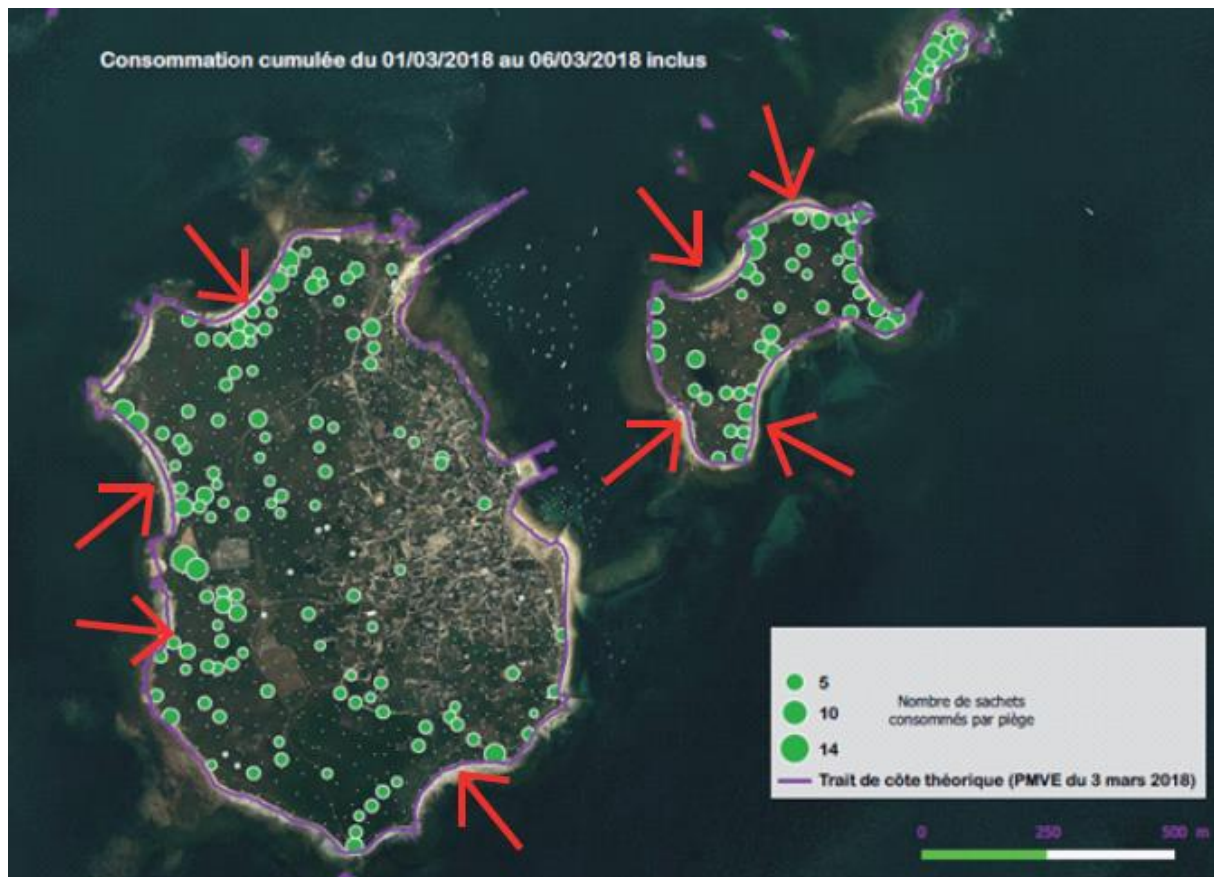 Consommation cumulée du 01/03/2018 au 06/03/2018 inclus
5
10
14
Nombre de sachets
consommés par piège
Trait de côte théorique (PMVE du 3 mars 2018)
0 250 500 m